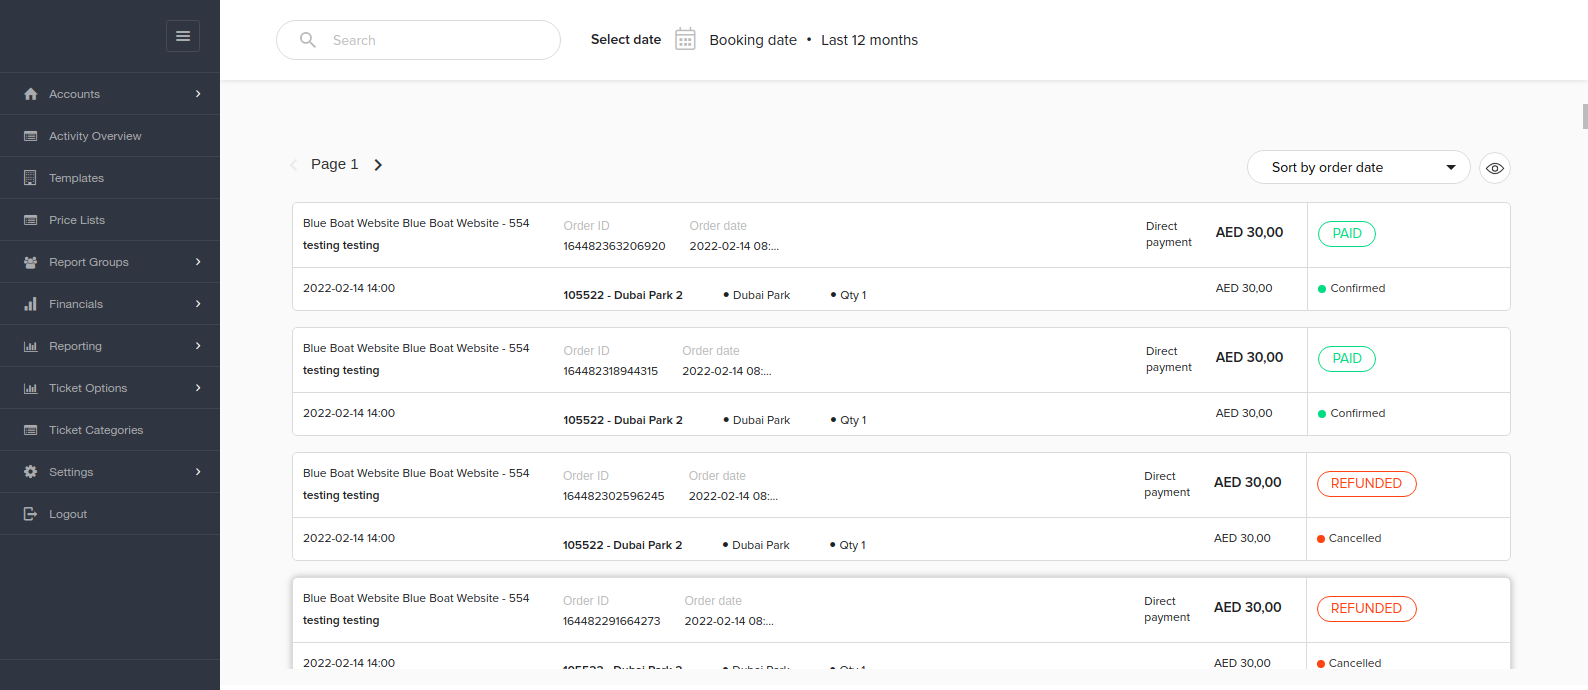 Search
Select date
Booking date • Last 12 months
Accounts
Activity Overview
Templates
Price Lists
Report Groups
Financials
Reporting
Ticket Options
Ticket Categories
Settings
Logout
Page 1
Sort by order date
Blue Boat Website Blue Boat Website - 554
testing testing
Order ID
164482363206920
Order date
2022-02-14 08:...
Direct
payment
AED 30,00
PAID
2022-02-14 14:00
105522 - Dubai Park 2
• Dubai Park
• Qty 1
AED 30,00
Confirmed
Blue Boat Website Blue Boat Website - 554
testing testing
Order ID
164482318944315
Order date
2022-02-14 08:...
Direct
payment
AED 30,00
PAID
2022-02-14 14:00
105522 - Dubai Park 2
• Dubai Park
• Qty 1
AED 30,00
Confirmed
Blue Boat Website Blue Boat Website - 554
testing testing
Order ID
164482302596245
Order date
2022-02-14 08:...
Direct
payment
AED 30,00
REFUNDED
2022-02-14 14:00
105522 - Dubai Park 2
• Dubai Park
• Qty 1
AED 30,00
Cancelled
Blue Boat Website Blue Boat Website - 554
testing testing
Order ID
164482291664273
Order date
2022-02-14 08:...
Direct
payment
AED 30,00
REFUNDED
2022-02-14 14:00
105522 - Dubai Park 2
• Dubai Park
• Qty 1
AED 30,00
Cancelled